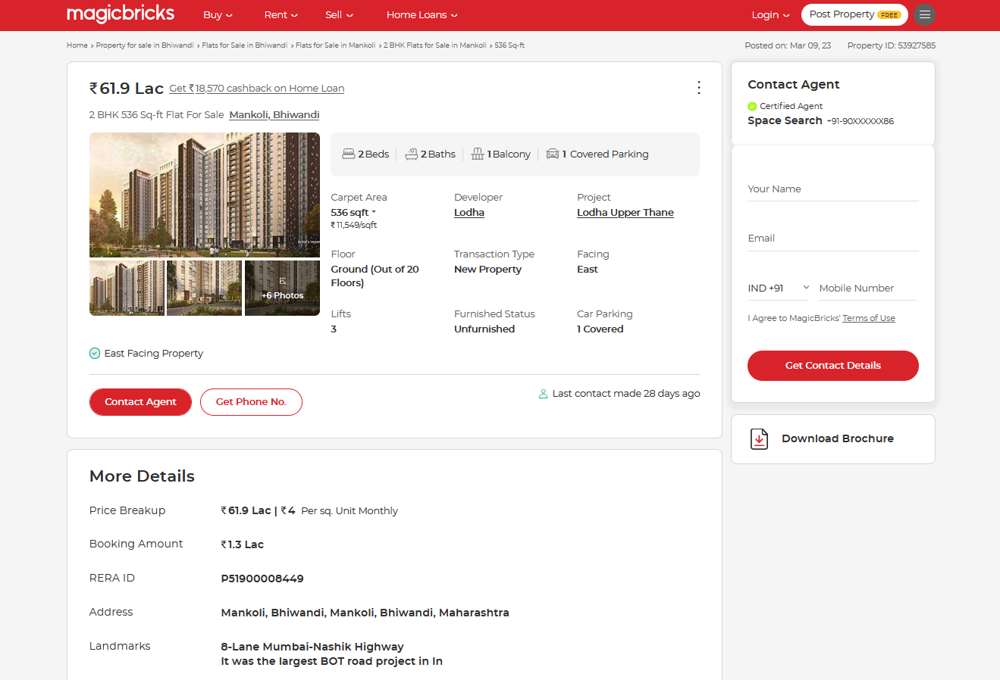 magicbricks
Buy
Rent
Sell
Home Loans
Login
Post Property FREE
Home › Property for sale in Bhiwandi › Flats for Sale in Bhiwandi › Flats for Sale in Mankoli › 2 BHK Flats for Sale in Mankoli › 536 Sq-ft
Posted on: Mar 09, 23 Property ID: 53927585
₹61.9 Lac Get ₹18,570 cashback on Home Loan
2 BHK 536 Sq-ft Flat For Sale Mankoli, Bhiwandi
2 Beds
2 Baths
1 Balcony
1 Covered Parking
+6 Photos
Carpet Area
536 sqft
₹11,549/sqft
Developer
Lodha
Project
Lodha Upper Thane
Floor
Ground (Out of 20
Floors)
Transaction Type
New Property
Facing
East
Lifts
3
Furnished Status
Unfurnished
Car Parking
1 Covered
East Facing Property
Contact Agent
Get Phone No.
Last contact made 28 days ago
More Details
Price Breakup ₹61.9 Lac | ₹4 Per sq. Unit Monthly
Booking Amount ₹1.3 Lac
RERA ID P51900008449
Address Mankoli, Bhiwandi, Mankoli, Bhiwandi, Maharashtra
Landmarks 8-Lane Mumbai-Nashik Highway
It was the largest BOT road project in In
Contact Agent
Certified Agent
Space Search +91-90XXXXXX86
Your Name
Email
IND +91 Mobile Number
I Agree to MagicBricks' Terms of Use
Get Contact Details
Download Brochure